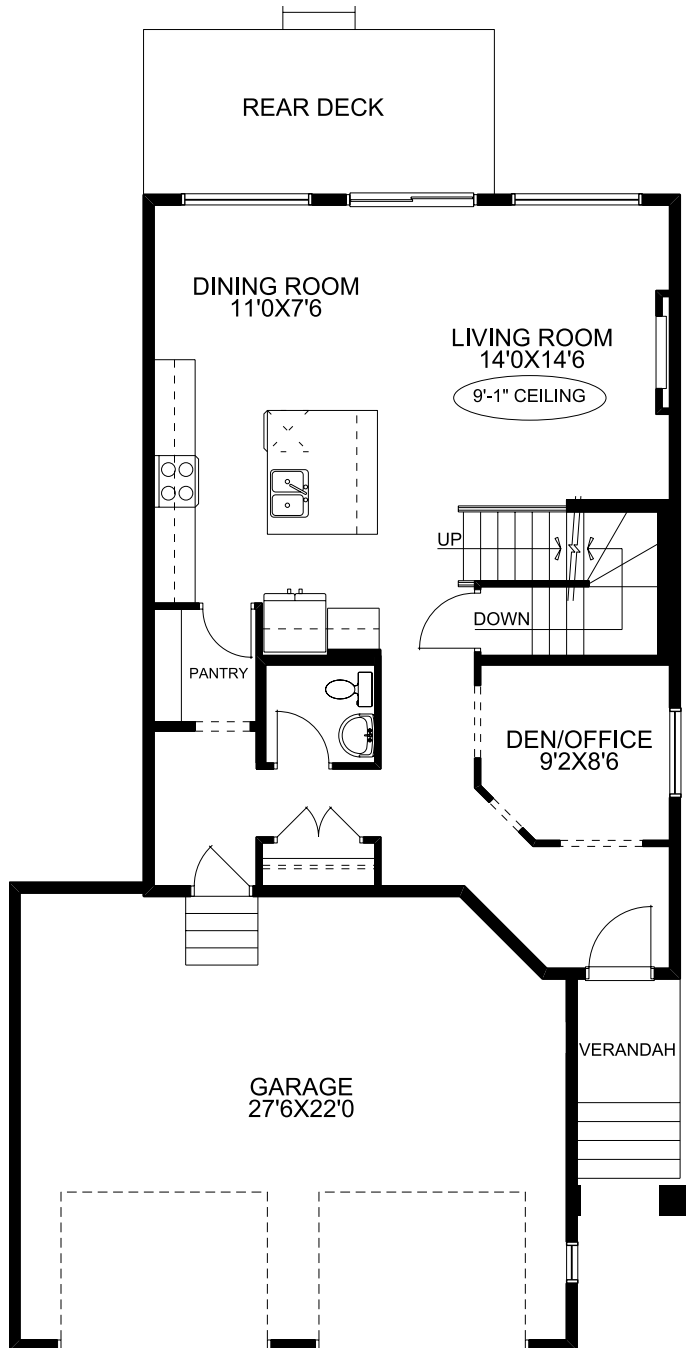 REAR DECK
DINING ROOM
11'0X7'6
LIVING ROOM
14'0X14'6
9'-1" CEILING
UP
DOWN
PANTRY
DEN/OFFICE
9'2X8'6
VERANDAH
GARAGE
27'6X22'0